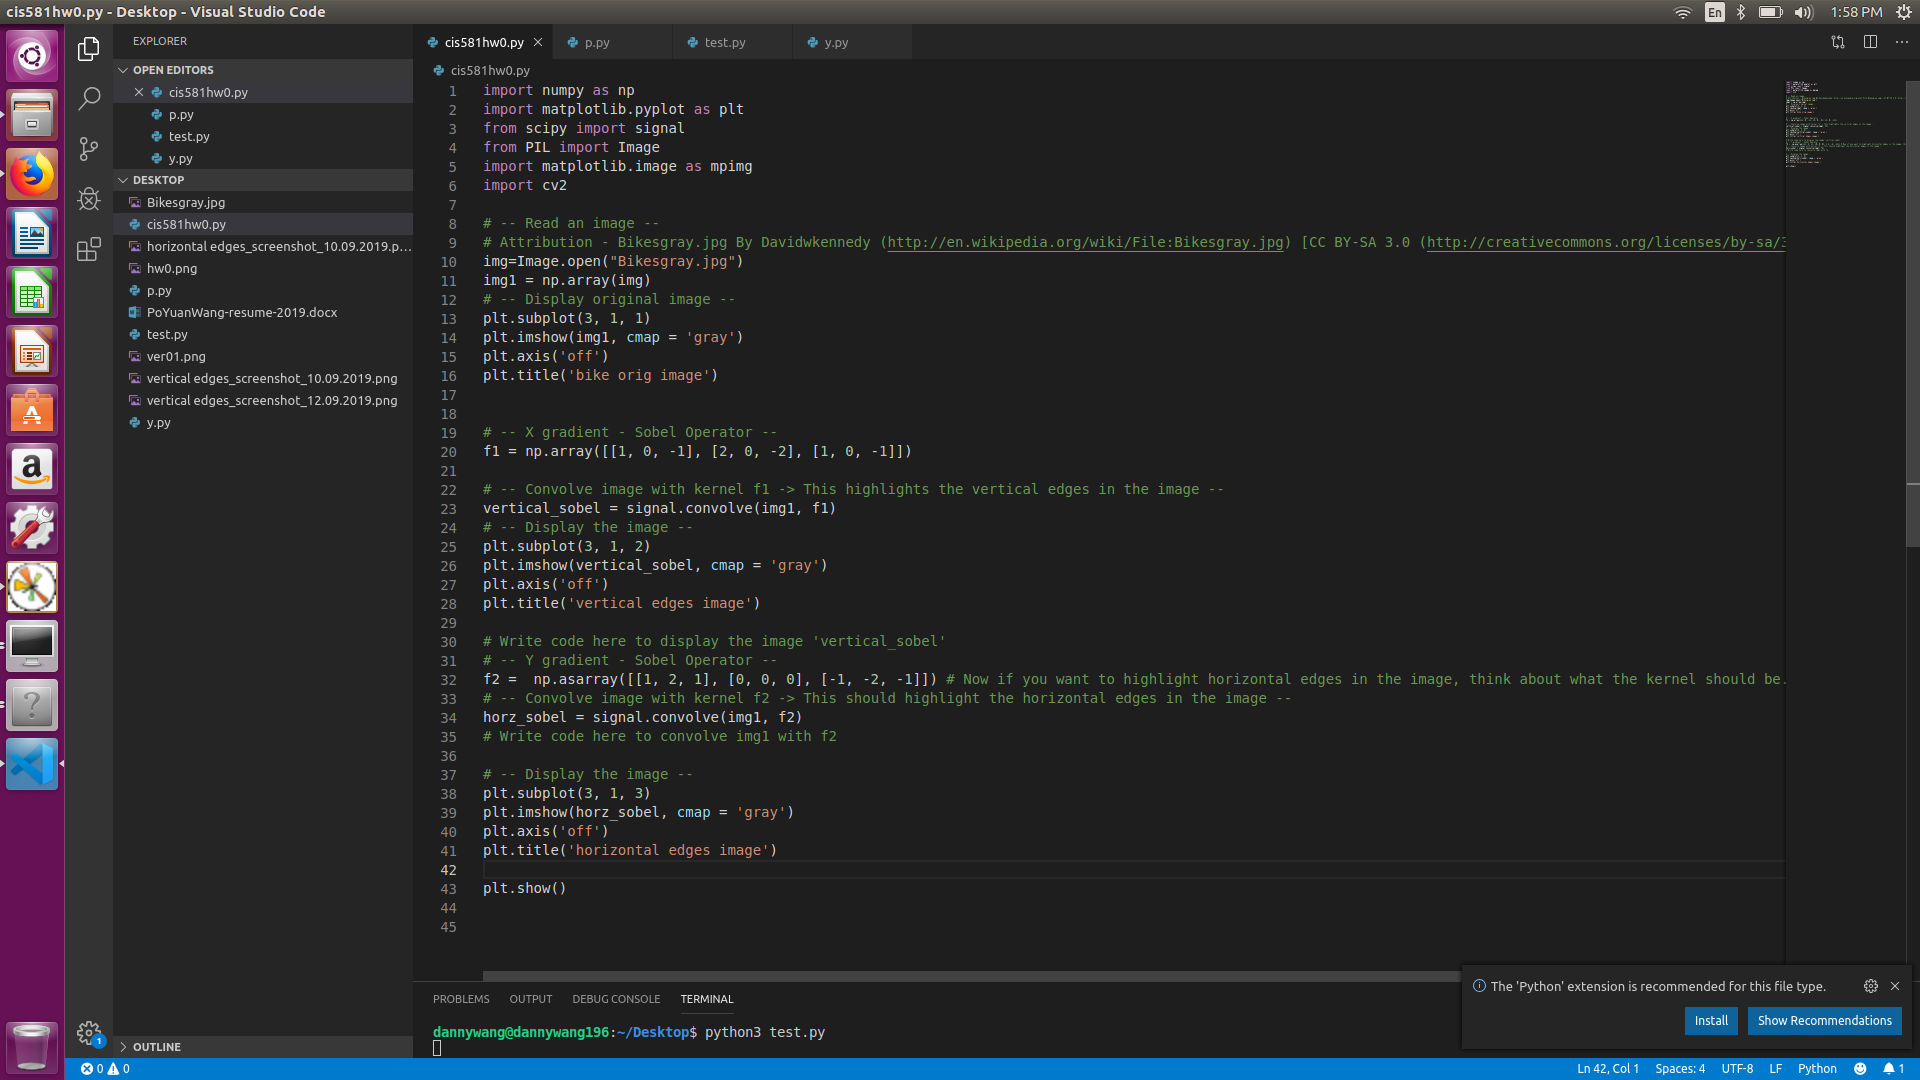 cis581hw0.py - Desktop - Visual Studio Code
En
1:58 PM
EXPLORER
OPEN EDITORS
cis581hw0.py
p.py
test.py
y.py
DESKTOP
Bikesgray.jpg
cis581hw0.py
horizontal edges_screenshot_10.09.2019.p...
hw0.png
p.py
PoYuanWang-resume-2019.docx
test.py
ver01.png
vertical edges_screenshot_10.09.2019.png
vertical edges_screenshot_12.09.2019.png
y.py
OUTLINE
cis581hw0.py
p.py
test.py
y.py
cis581hw0.py
1 import numpy as np
2 import matplotlib.pyplot as plt
3 from scipy import signal
4 from PIL import Image
5 import matplotlib.image as mpimg
6 import cv2
7
8 # -- Read an image --
9 # Attribution - Bikesgray.jpg By Davidwkennedy (http://en.wikipedia.org/wiki/File:Bikesgray.jpg) [CC BY-SA 3.0 (http://creativecommons.org/licenses/by-sa/3
10 img=Image.open("Bikesgray.jpg")
11 img1 = np.array(img)
12 # -- Display original image --
13 plt.subplot(3, 1, 1)
14 plt.imshow(img1, cmap = 'gray')
15 plt.axis('off')
16 plt.title('bike orig image')
17
18
19 # -- X gradient - Sobel Operator --
20 f1 = np.array([[1, 0, -1], [2, 0, -2], [1, 0, -1]])
21
22 # -- Convolve image with kernel f1 -> This highlights the vertical edges in the image --
23 vertical_sobel = signal.convolve(img1, f1)
24 # -- Display the image --
25 plt.subplot(3, 1, 2)
26 plt.imshow(vertical_sobel, cmap = 'gray')
27 plt.axis('off')
28 plt.title('vertical edges image')
29
30 # Write code here to display the image 'vertical_sobel'
31 # -- Y gradient - Sobel Operator --
32 f2 =  np.asarray([[1, 2, 1], [0, 0, 0], [-1, -2, -1]]) # Now if you want to highlight horizontal edges in the image, think about what the kernel should be.
33 # -- Convolve image with kernel f2 -> This should highlight the horizontal edges in the image --
34 horz_sobel = signal.convolve(img1, f2)
35 # Write code here to convolve img1 with f2
36
37 # -- Display the image --
38 plt.subplot(3, 1, 3)
39 plt.imshow(horz_sobel, cmap = 'gray')
40 plt.axis('off')
41 plt.title('horizontal edges image')
42
43 plt.show()
44
45
PROBLEMS OUTPUT DEBUG CONSOLE TERMINAL
dannywang@dannywang196:~/Desktop$ python3 test.py
The 'Python' extension is recommended for this file type.
Install
Show Recommendations
1
0 0
Ln 42, Col 1 Spaces: 4 UTF-8 LF Python 1